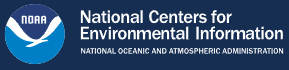 NOAA
National Centers for
Environmental Information
NATIONAL OCEANIC AND ATMOSPHERIC ADMINISTRATION